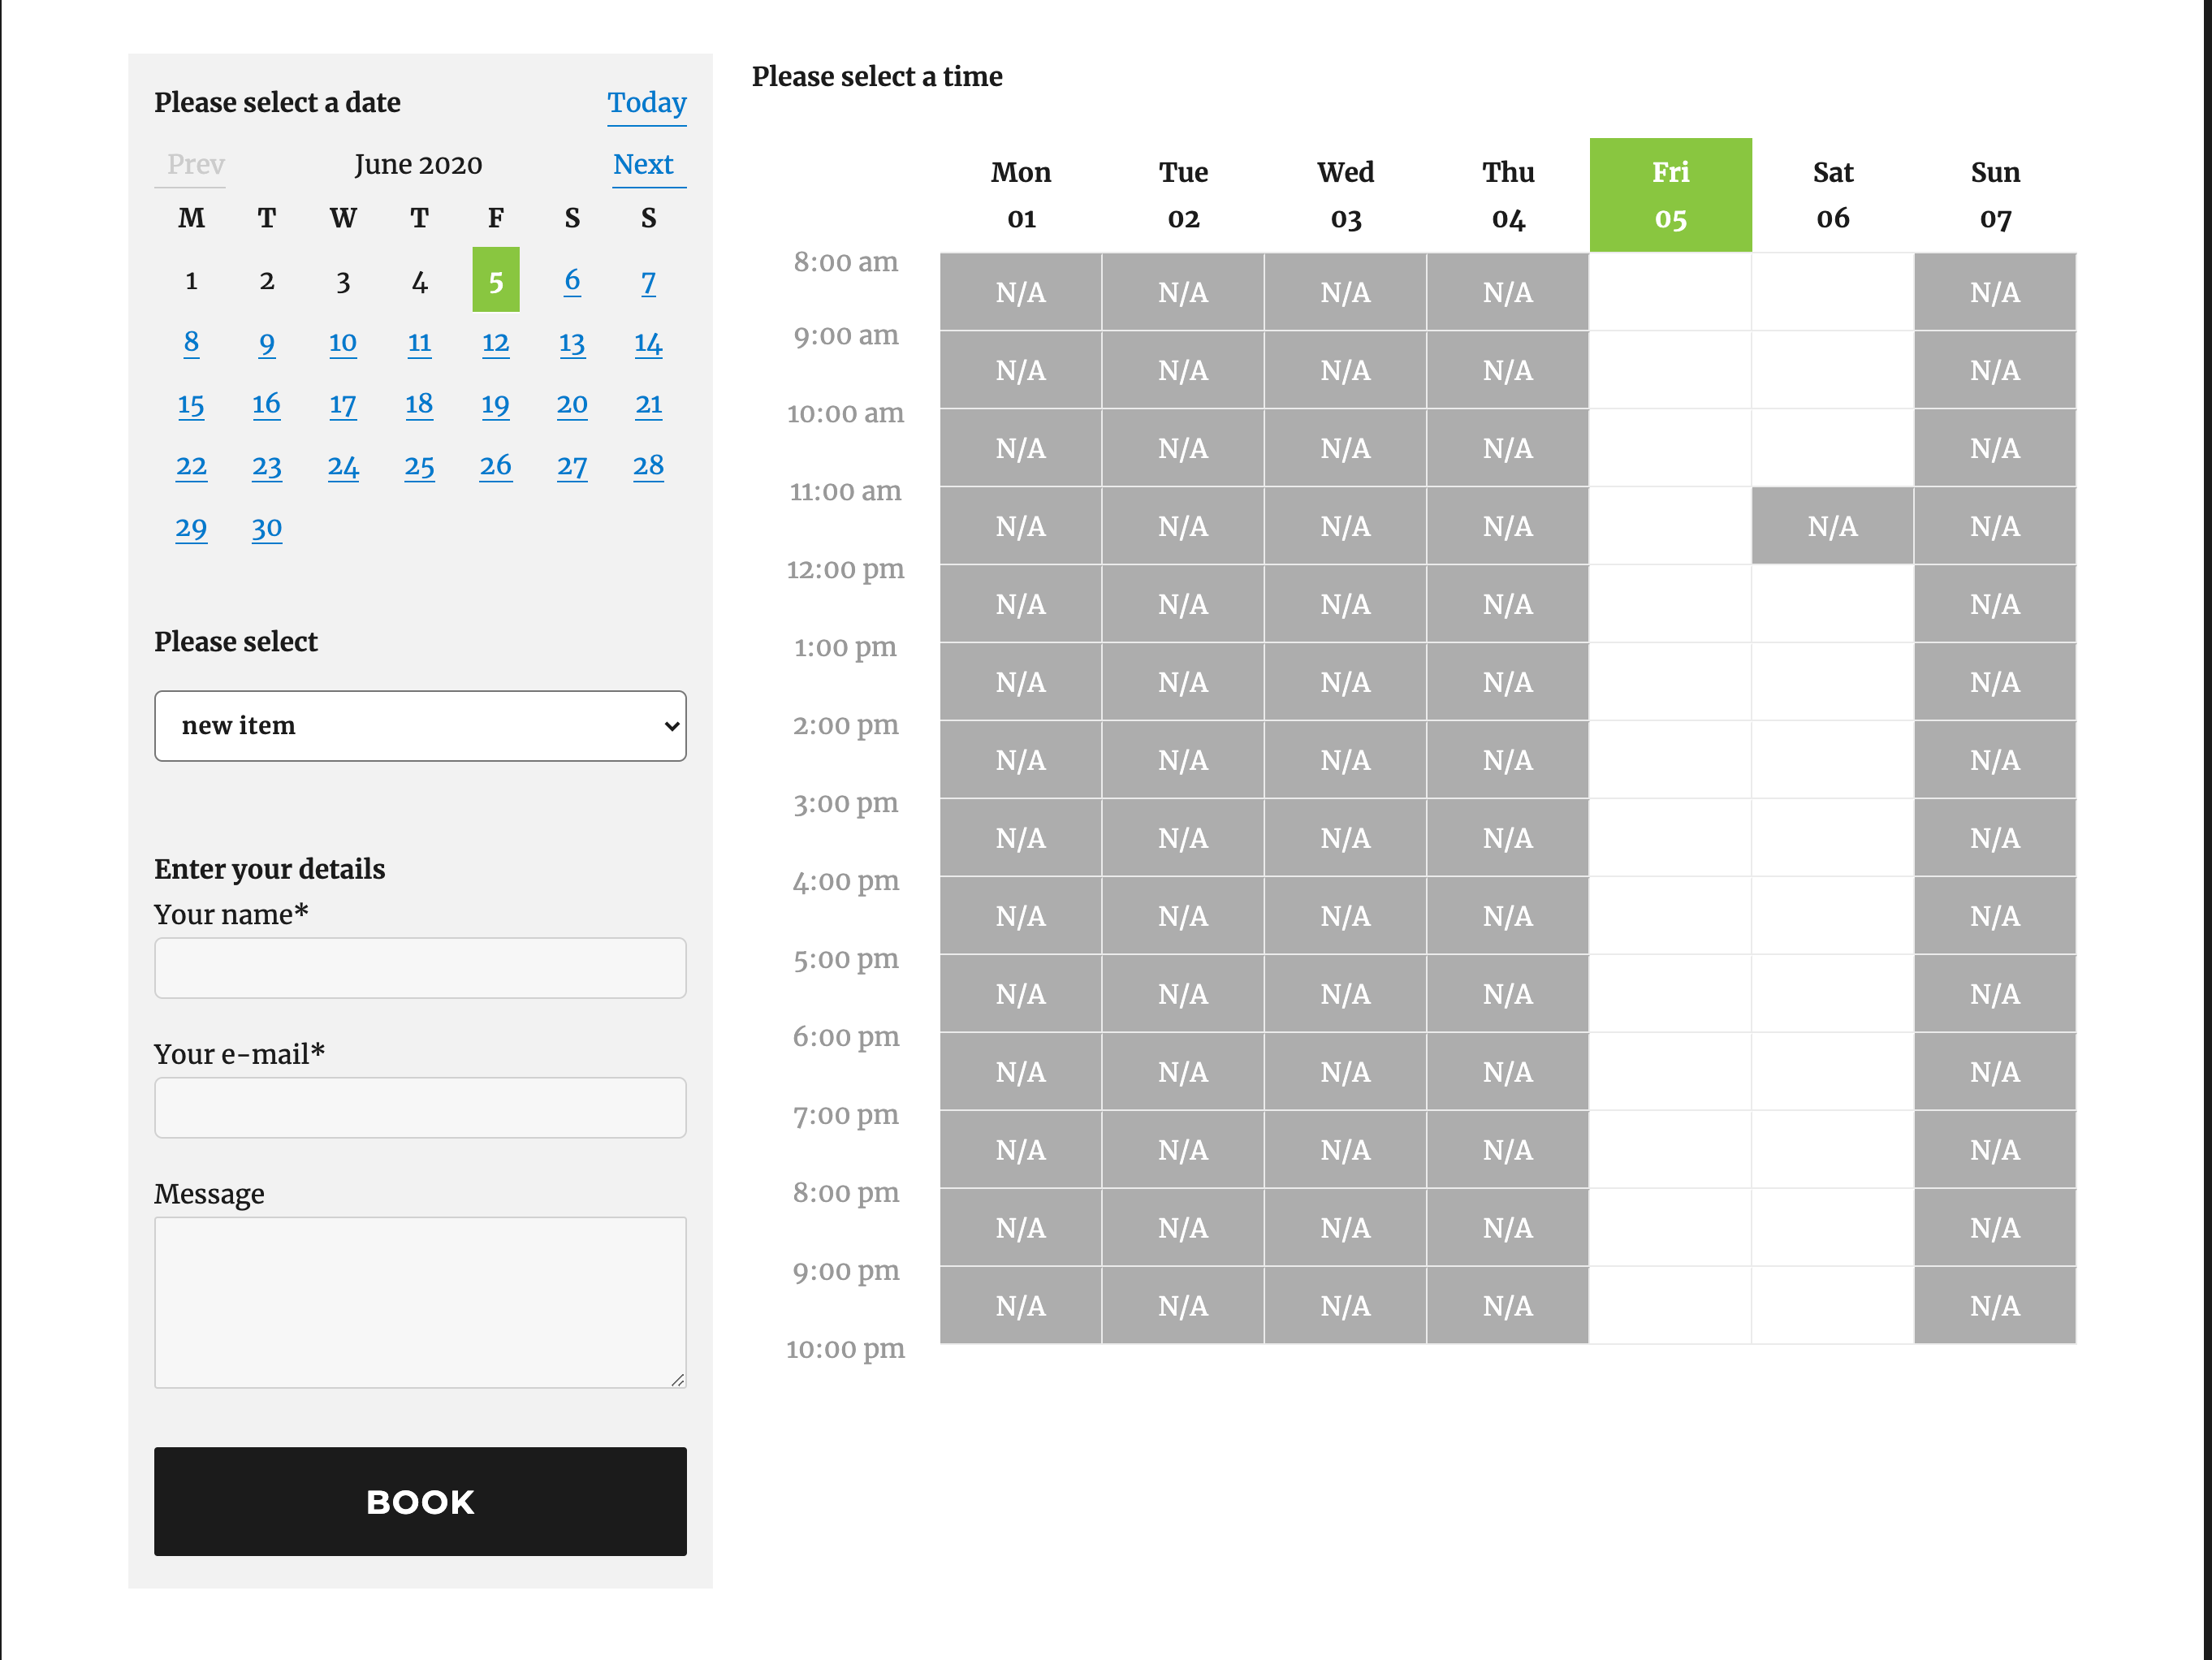 Please select a date Today
Prev June 2020 Next
M T W T F S S
1 2 3 4 5 6 7
8 9 10 11 12 13 14
15 16 17 18 19 20 21
22 23 24 25 26 27 28
29 30
Please select
new item
Enter your details
Your name*
Your e-mail*
Message
BOOK
Please select a time
Mon Tue Wed Thu Fri Sat Sun
01 02 03 04 05 06 07
8:00 am
N/A N/A N/A N/A N/A
9:00 am
N/A N/A N/A N/A N/A
10:00 am
N/A N/A N/A N/A N/A
11:00 am
N/A N/A N/A N/A N/A N/A
12:00 pm
N/A N/A N/A N/A N/A
1:00 pm
N/A N/A N/A N/A N/A
2:00 pm
N/A N/A N/A N/A N/A
3:00 pm
N/A N/A N/A N/A N/A
4:00 pm
N/A N/A N/A N/A N/A
5:00 pm
N/A N/A N/A N/A N/A
6:00 pm
N/A N/A N/A N/A N/A
7:00 pm
N/A N/A N/A N/A N/A
8:00 pm
N/A N/A N/A N/A N/A
9:00 pm
N/A N/A N/A N/A N/A
10:00 pm